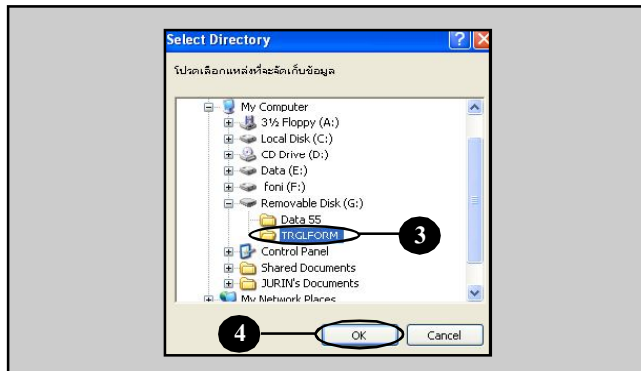 Select Directory
โปรดเลือกแหล่งที่จะจัดเก็บข้อมูล
My Computer
3½ Floppy (A:)
Local Disk (C:)
CD Drive (D:)
Data (E:)
foni (F:)
Removable Disk (G:)
Data 55
TRGLFORM
3
Control Panel
Shared Documents
JURIN's Documents
My Network Places
4
OK
Cancel